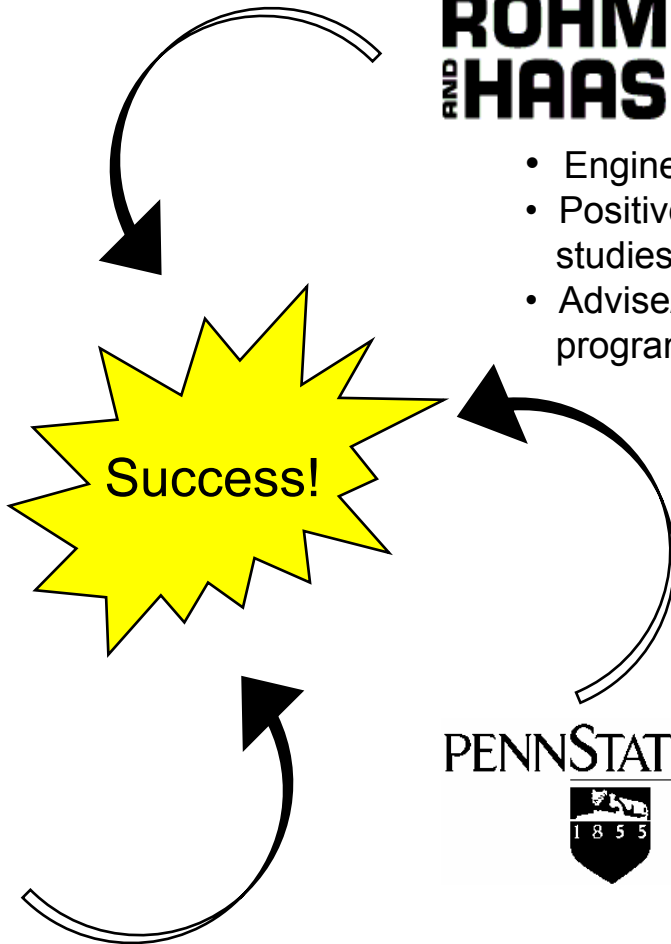 ROHM
AND HAAS
• Engine
• Positive
studies
• Advise
program
Success!
PENNSTAT
1855